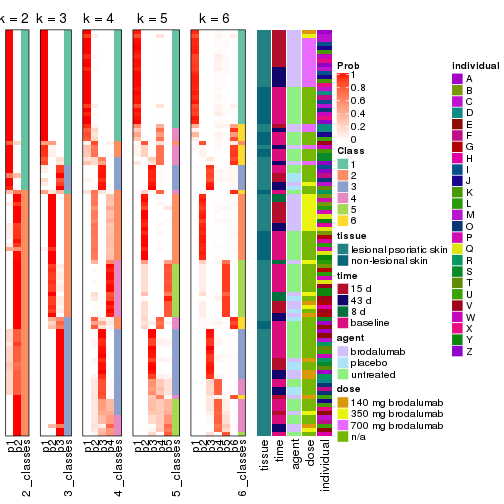 k = 2
k = 3
k = 4
k = 5
k = 6
p1
p2
2_classes
p1
p2
p3
3_classes
p1
p2
p3
p4
4_classes
p1
p2
p3
p4
p5
5_classes
p1
p2
p3
p4
p5
p6
6_classes
tissue
time
agent
dose
individual
Prob
1
0.8
0.6
0.4
0.2
0
Class
1
2
3
4
5
6
tissue
lesional psoriatic skin
non-lesional skin
time
15 d
43 d
8 d
baseline
agent
brodalumab
placebo
untreated
dose
140 mg brodalumab
350 mg brodalumab
700 mg brodalumab
n/a
individual
A
B
C
D
E
F
G
H
I
J
K
L
M
O
P
Q
R
S
T
U
V
W
X
Y
Z